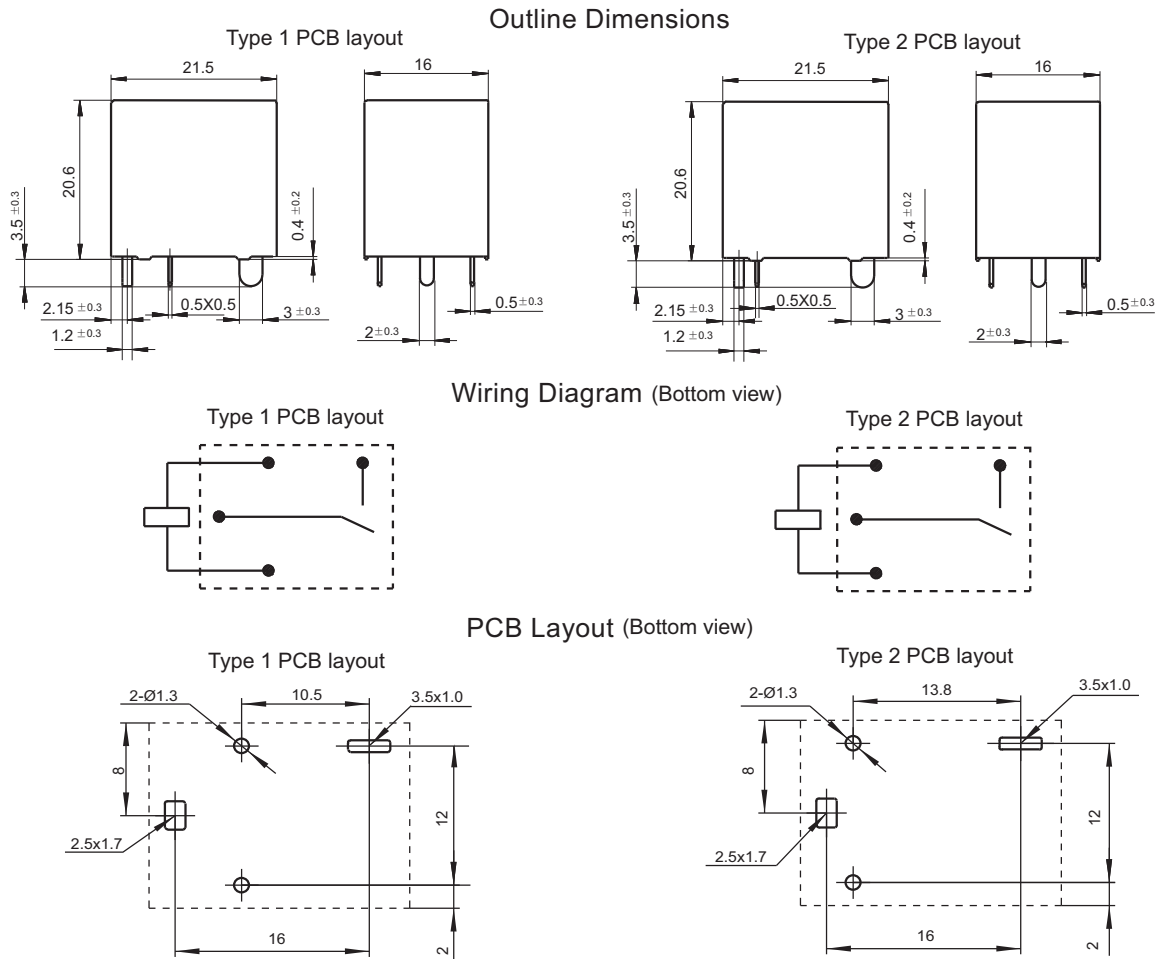 Outline Dimensions
Type 1 PCB layout
Type 2 PCB layout
21.5
16
21.5
16
20.6
3.5 ±0.3
0.4 ±0.2
20.6
3.5 ±0.3
0.4 ±0.2
2.15 ±0.3
0.5X0.5
3 ±0.3
0.5 ±0.3
1.2 ±0.3
2 ±0.3
2.15 ±0.3
0.5X0.5
3 ±0.3
0.5 ±0.3
1.2 ±0.3
2 ±0.3
Wiring Diagram (Bottom view)
Type 1 PCB layout
Type 2 PCB layout
PCB Layout (Bottom view)
Type 1 PCB layout
Type 2 PCB layout
2-Ø1.3
10.5
3.5x1.0
8
12
2.5x1.7
16
2
2-Ø1.3
13.8
3.5x1.0
8
12
2.5x1.7
16
2